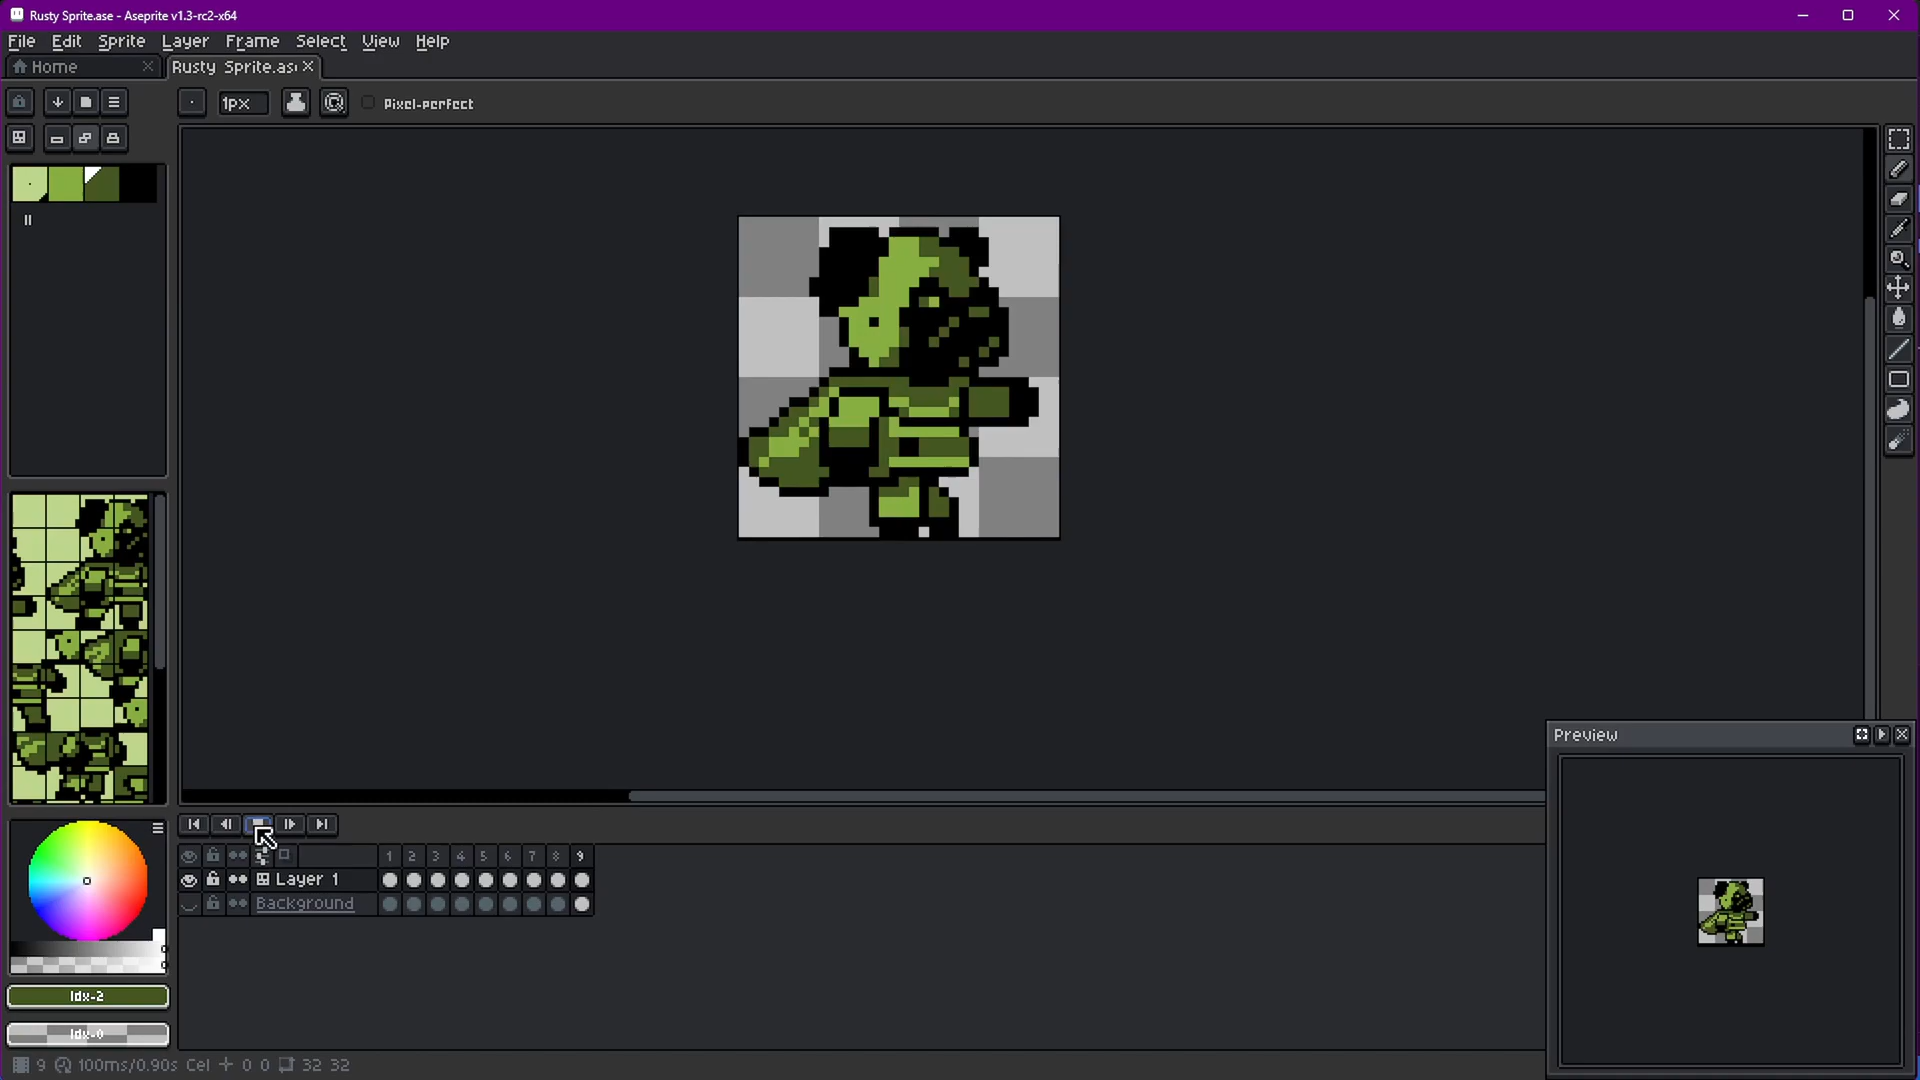 Rusty Sprite.ase - Aseprite v1.3-rc2-x64
File Edit Sprite Layer Frame Select View Help
Home
Rusty Sprite.as
1px
Pixel-perfect
Preview
1 2 3 4 5 6 7 8 9
Layer 1
Background
Idx-2
Idx-0
9 100ms/0.90s Cel 0 0 32 32